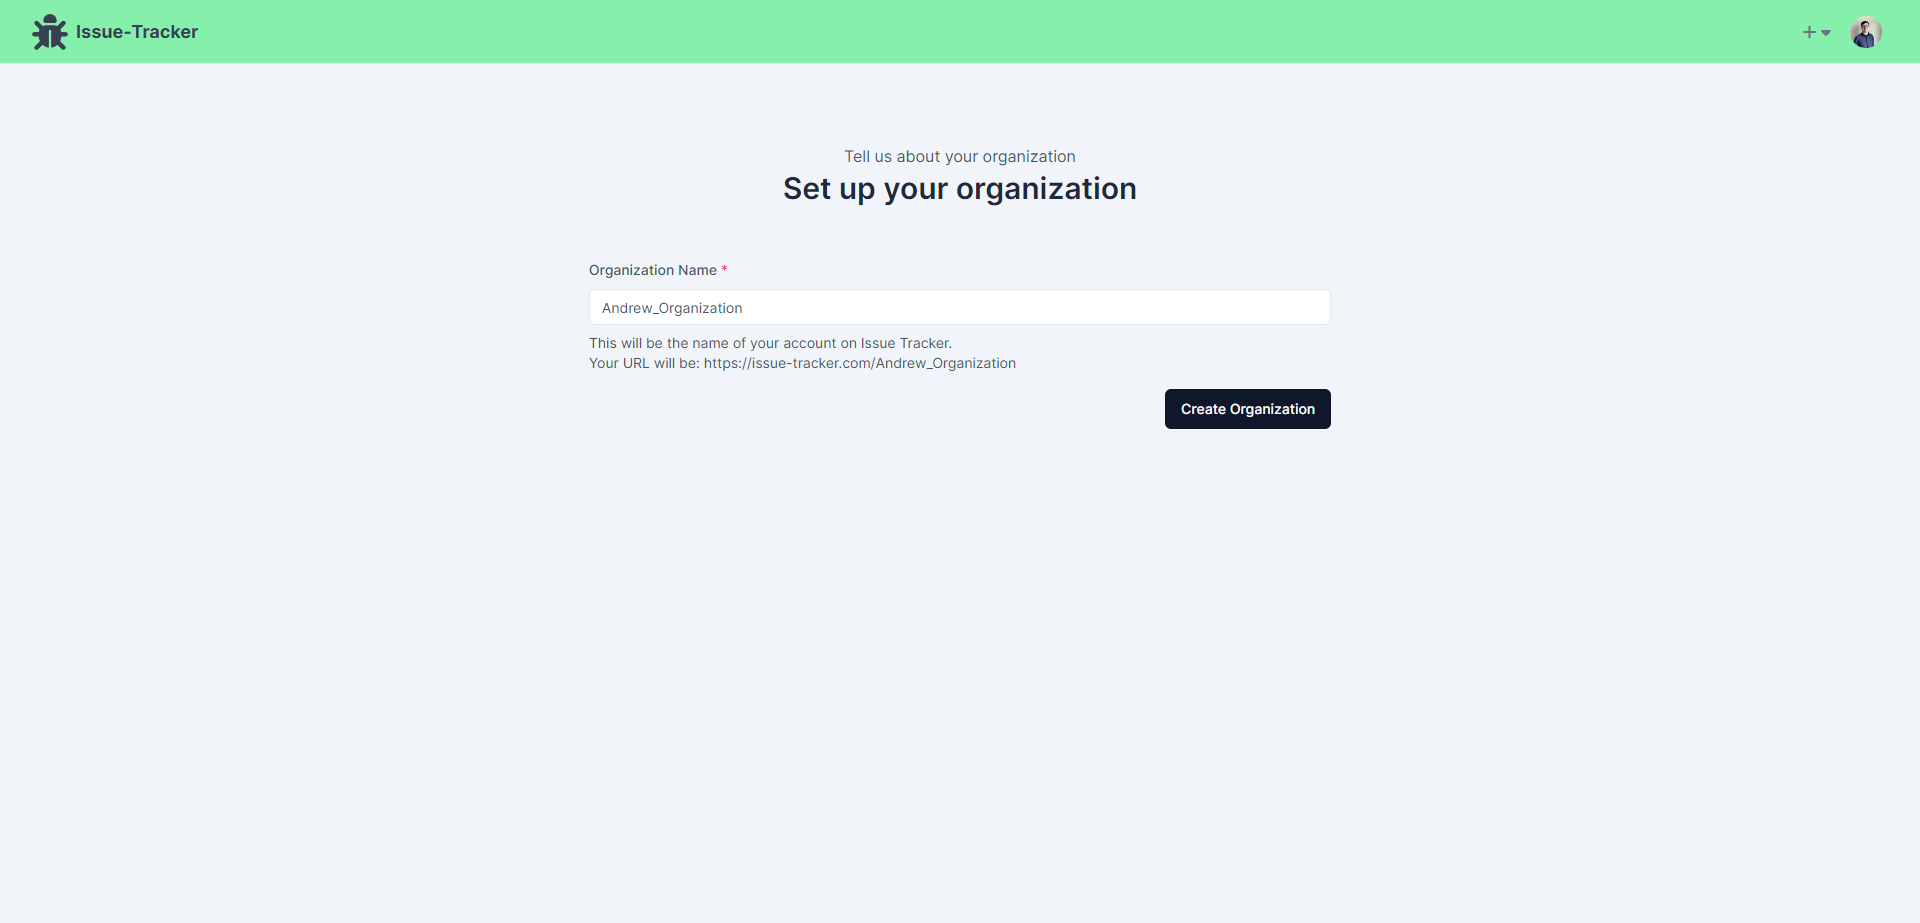 Issue-Tracker
Tell us about your organization
Set up your organization
Organization Name *
Andrew_Organization
This will be the name of your account on Issue Tracker.
Your URL will be: https://issue-tracker.com/Andrew_Organization
Create Organization